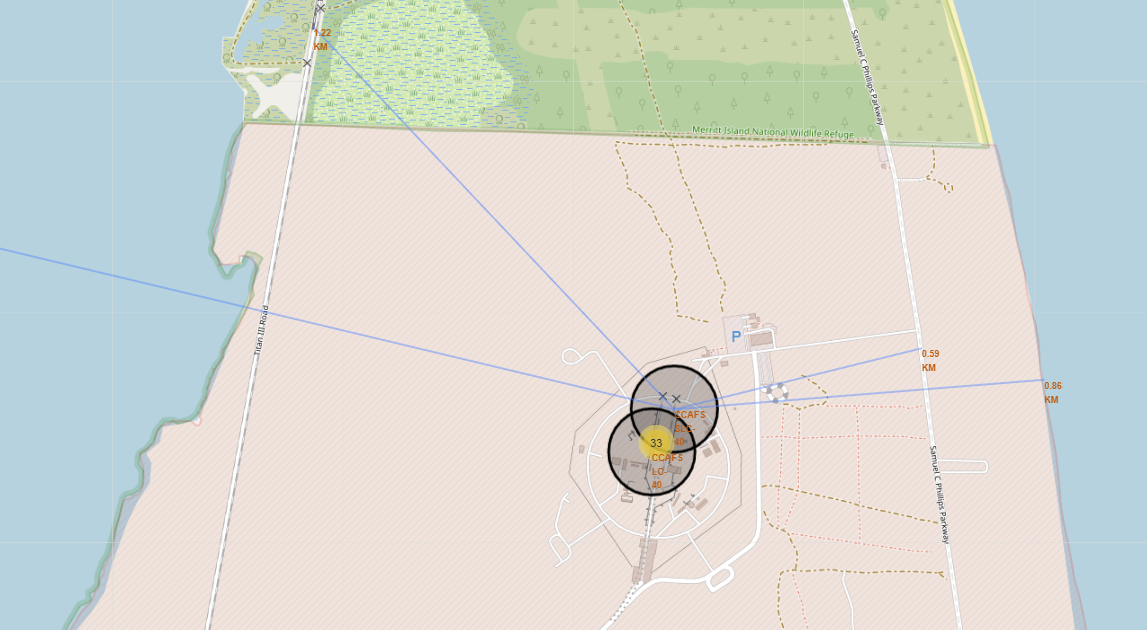 1.22
KM
Samuel C Phillips Parkway
Merritt Island National Wildlife Refuge
Titan III Road
P
0.59
KM
0.86
KM
CCAFS
SLC-
40
33
CCAFS
LC-
40
Samuel C Phillips Parkway